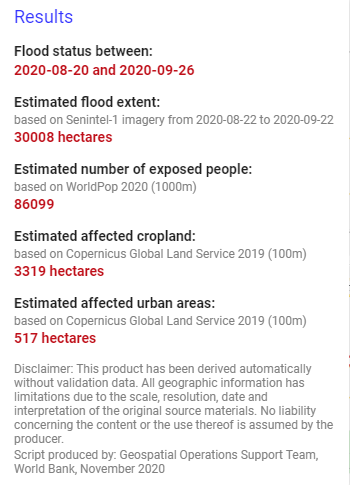 Results
Flood status between:
2020-08-20 and 2020-09-26
Estimated flood extent:
based on Senintel-1 imagery from 2020-08-22 to 2020-09-22
30008 hectares
Estimated number of exposed people:
based on WorldPop 2020 (1000m)
86099
Estimated affected cropland:
based on Copernicus Global Land Service 2019 (100m)
3319 hectares
Estimated affected urban areas:
based on Copernicus Global Land Service 2019 (100m)
517 hectares
Disclaimer: This product has been derived automatically
without validation data. All geographic information has
limitations due to the scale, resolution, date and
interpretation of the original source materials. No liability
concerning the content or the use thereof is assumed by the
producer.
Script produced by: Geospatial Operations Support Team,
World Bank, November 2020